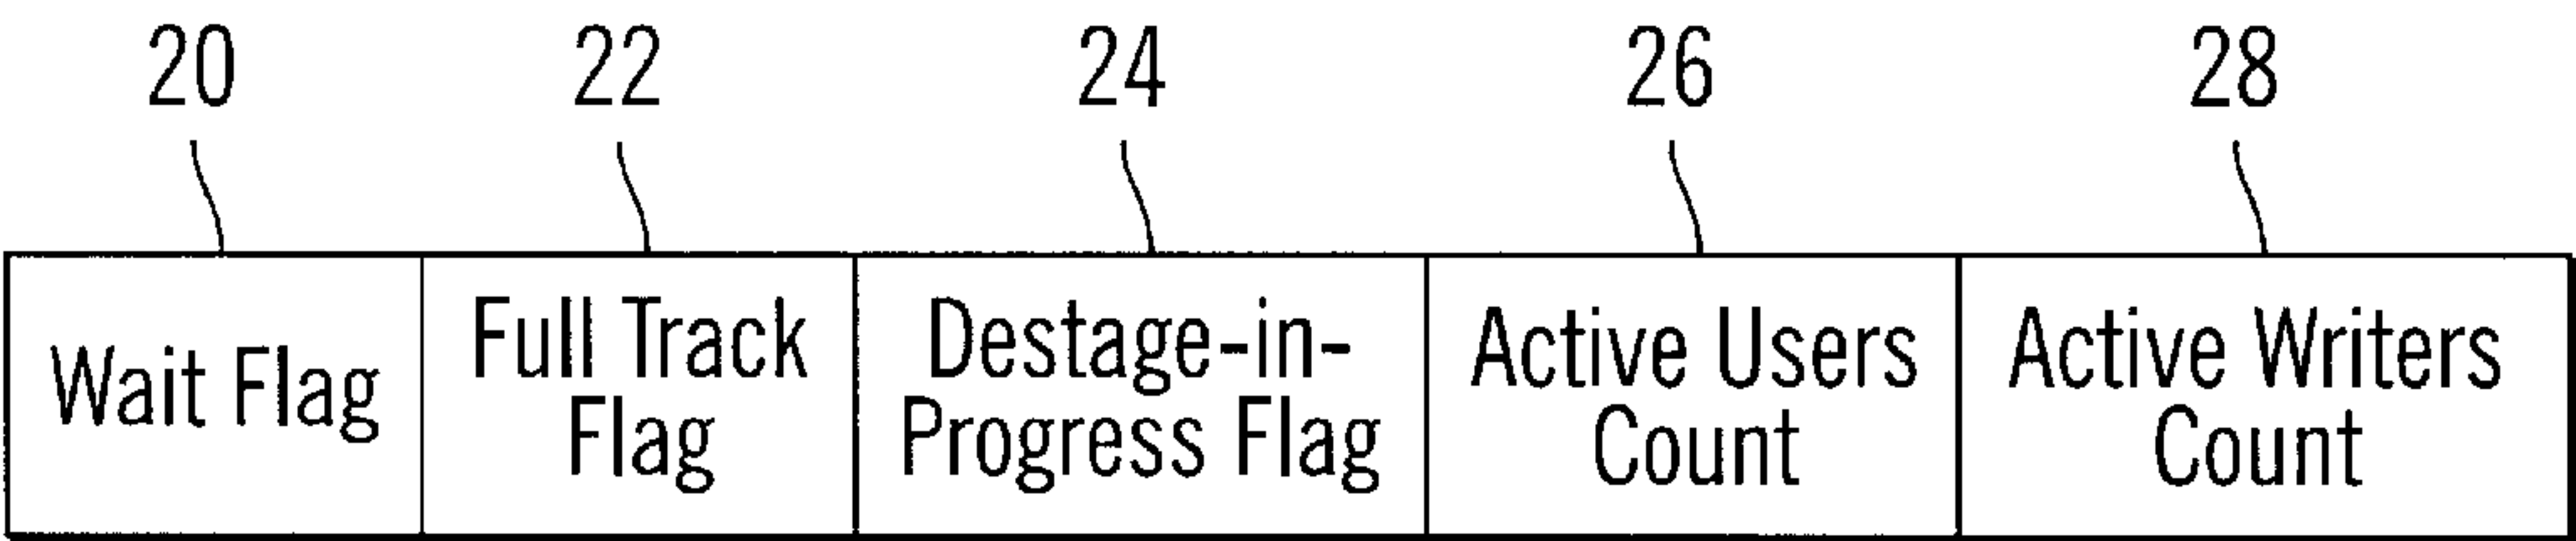 20 22 24 26 28
Wait Flag
Full Track
Flag
Destage-in-
Progress Flag
Active Users
Count
Active Writers
Count